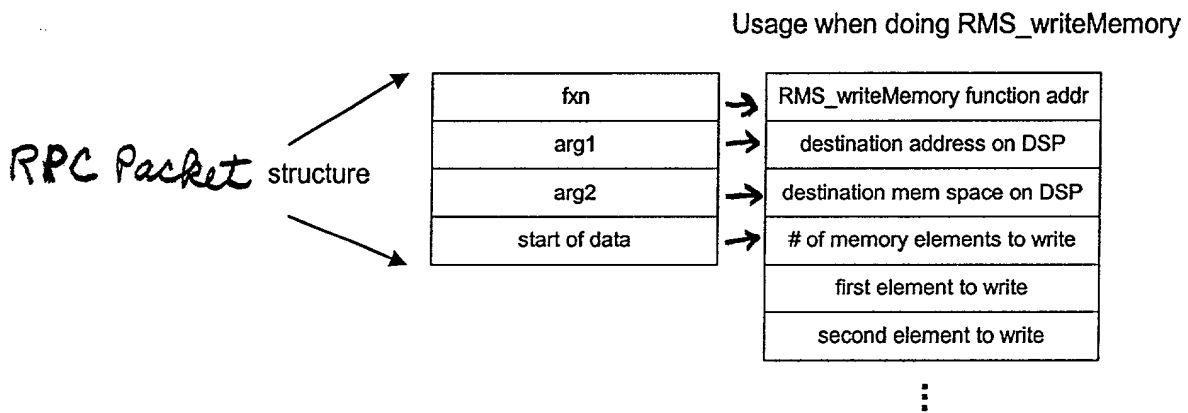 Usage when doing RMS_writeMemory
RPC Packet structure
fxn
arg1
arg2
start of data
RMS_writeMemory function addr
destination address on DSP
destination mem space on DSP
# of memory elements to write
first element to write
second element to write